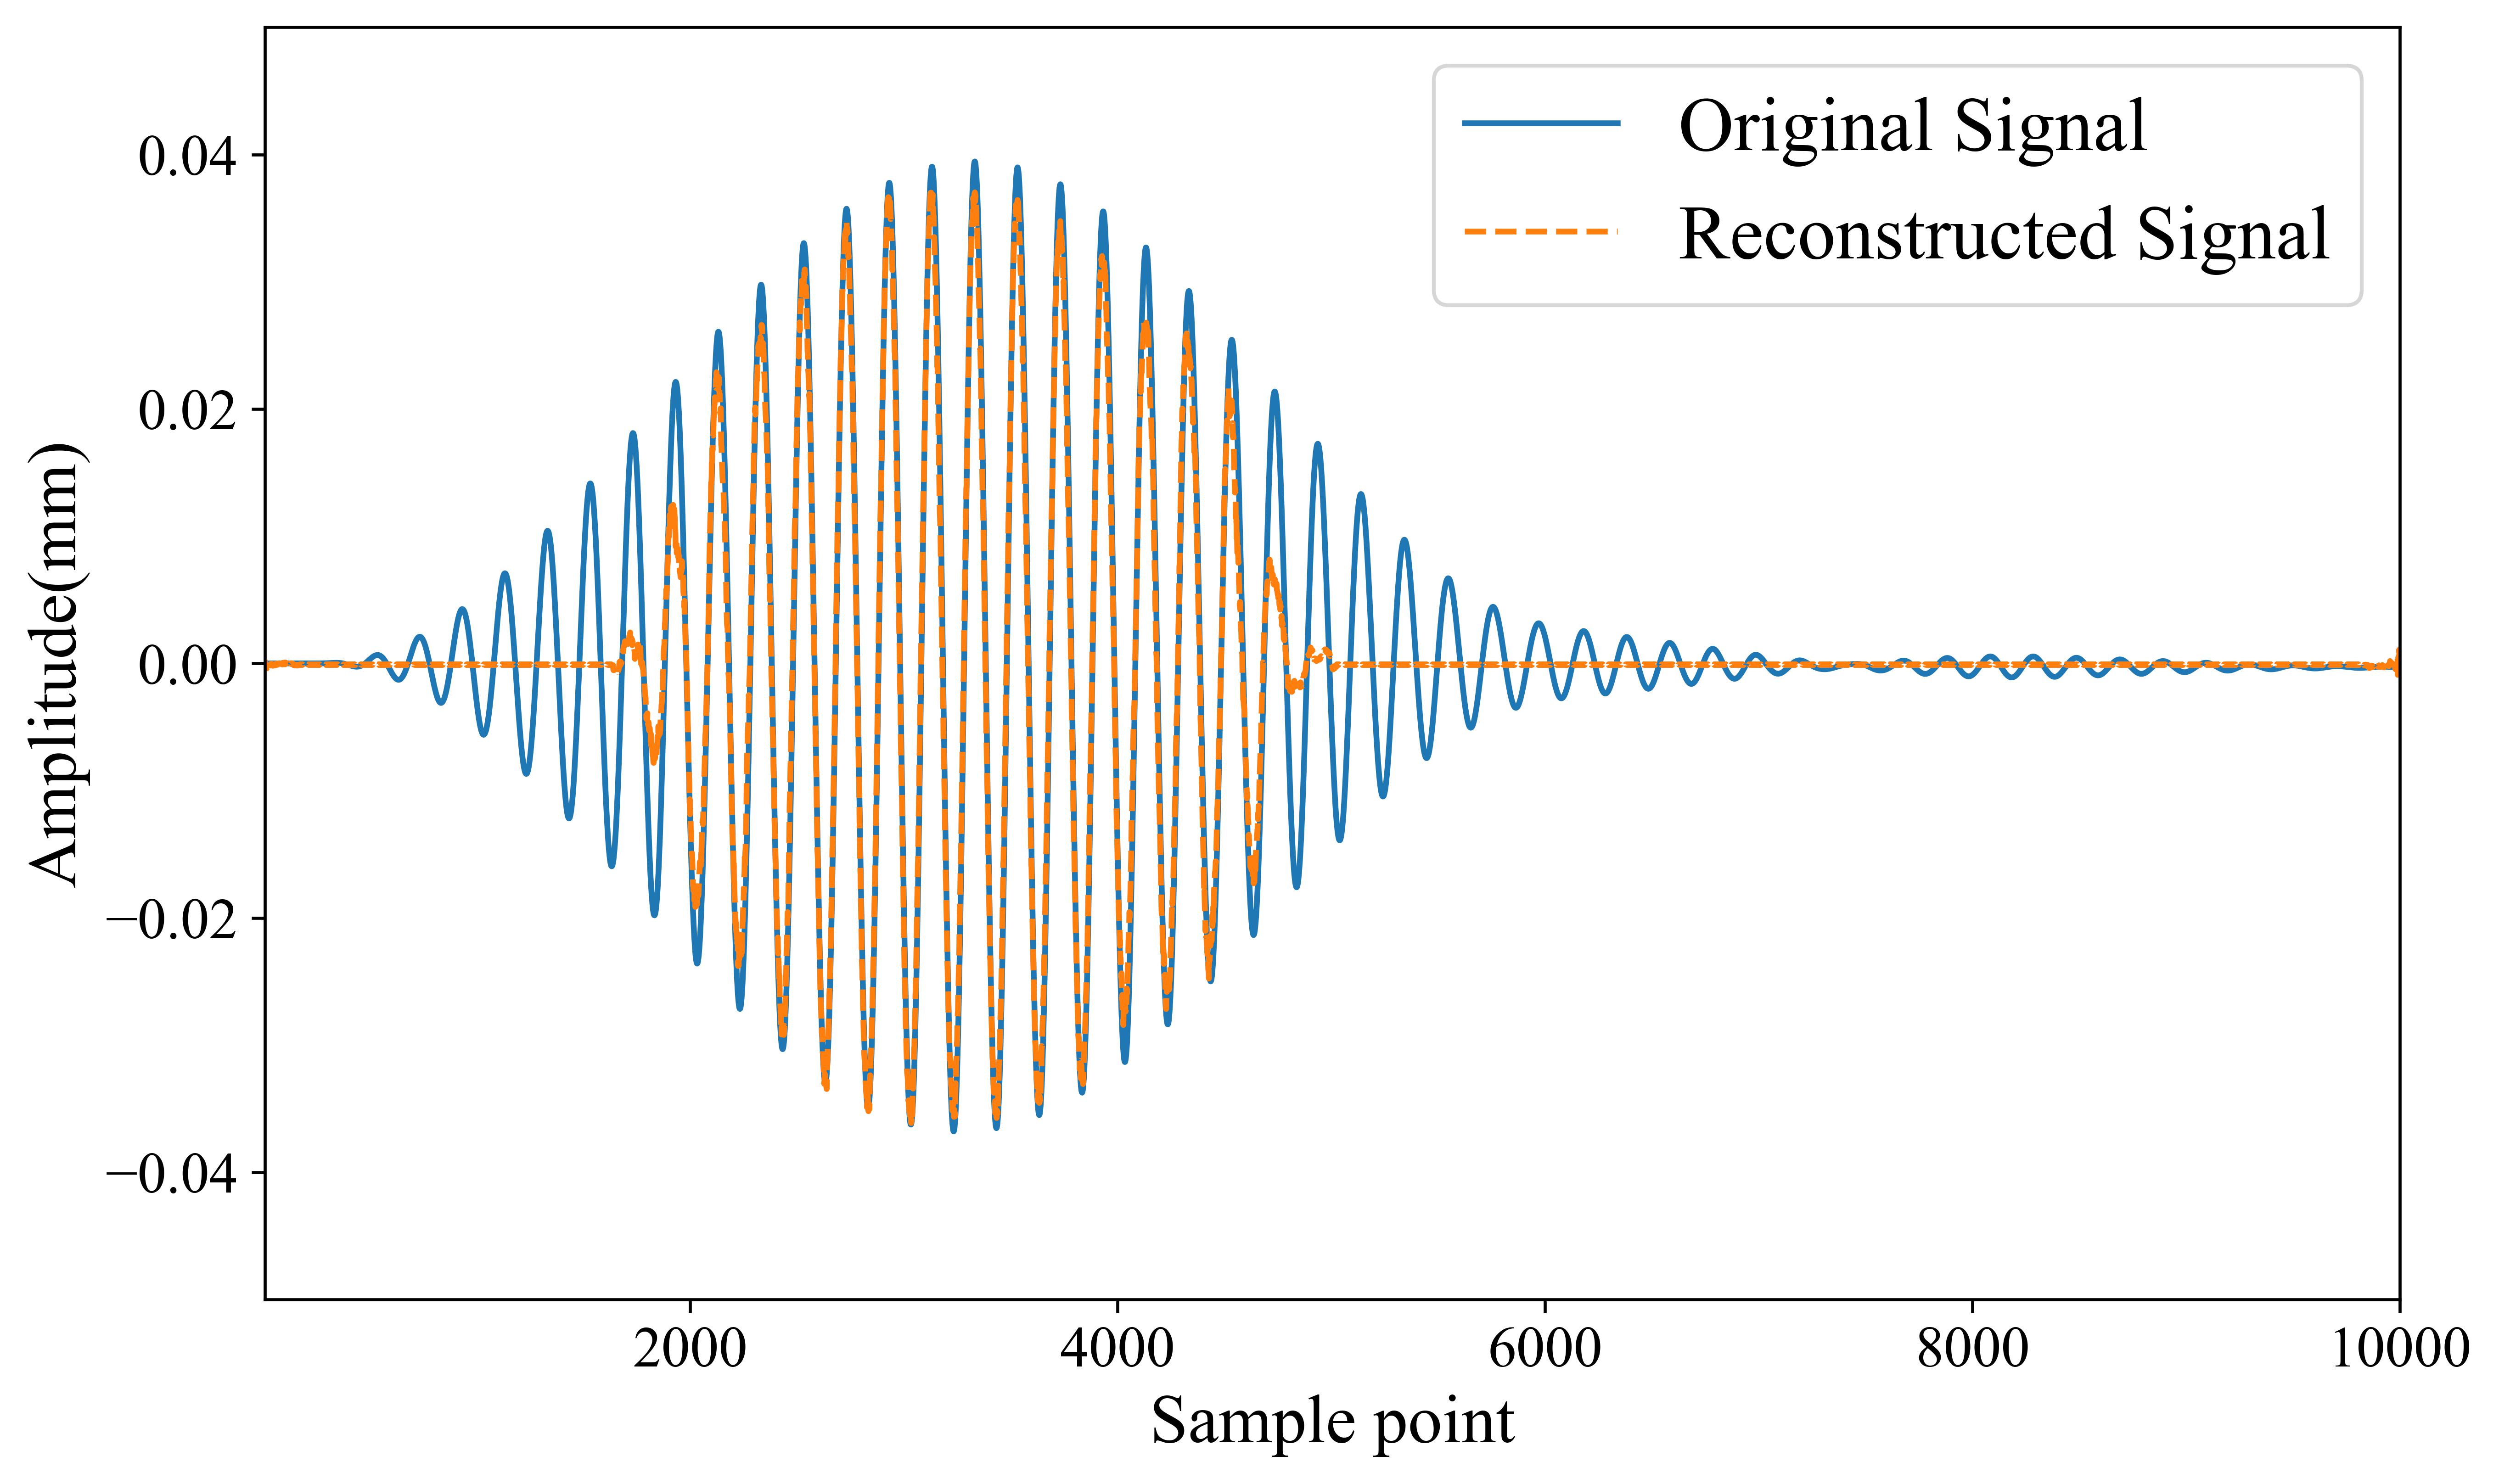 Original Signal
Reconstructed Signal
0.04
0.02
0.00
−0.02
−0.04
Amplitude(mm)
2000 4000 6000 8000 10000
Sample point